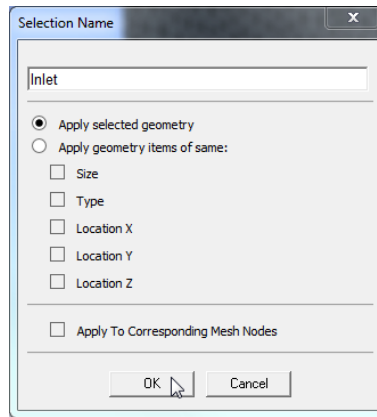 Selection Name
x
Inlet
Apply selected geometry
Apply geometry items of same:
Size
Type
Location X
Location Y
Location Z
Apply To Corresponding Mesh Nodes
OK Cancel